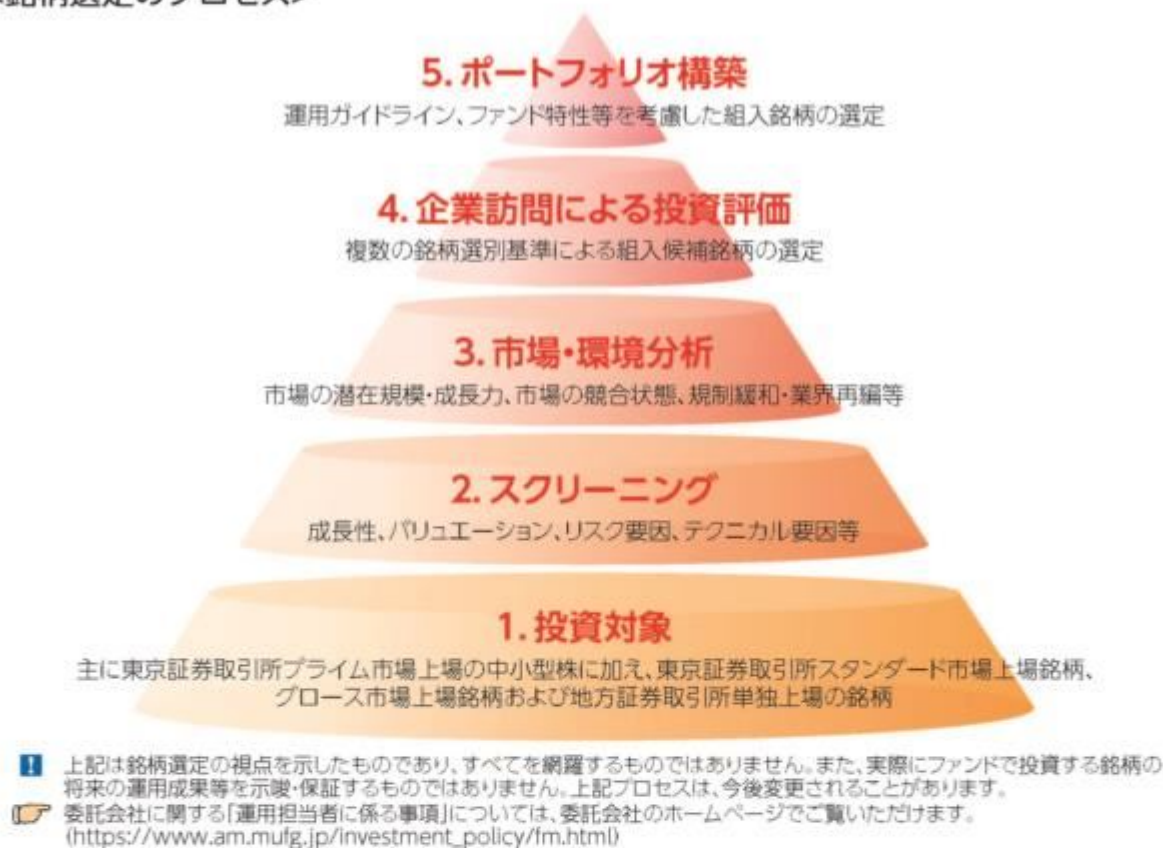 銘柄選定のプロセス>
5. ポートフォリオ構築
運用ガイドライン、ファンド特性等を考慮した組入銘柄の選定
4. 企業訪問による投資評価
複数の銘柄選別基準による組入候補銘柄の選定
3. 市場・環境分析
市場の潜在規模・成長力、市場の競合状態、規制緩和・業界再編等
2. スクリーニング
成長性、バリュエーション、リスク要因、テクニカル要因等
1. 投資対象
主に東京証券取引所プライム市場上場の中小型株に加え、東京証券取引所スタンダード市場上場銘柄、
グロース市場上場銘柄および地方証券取引所単独上場の銘柄
! 上記は銘柄選定の視点を示したものであり、すべてを網羅するものではありません。また、実際にファンドで投資する銘柄の
将来の運用成果等を示唆・保証するものではありません。上記プロセスは、今後変更されることがあります。
委託会社に関する「運用担当者に係る事項」については、委託会社のホームページでご覧いただけます。
(https://www.am.mufg.jp/investment_policy/fm.html)